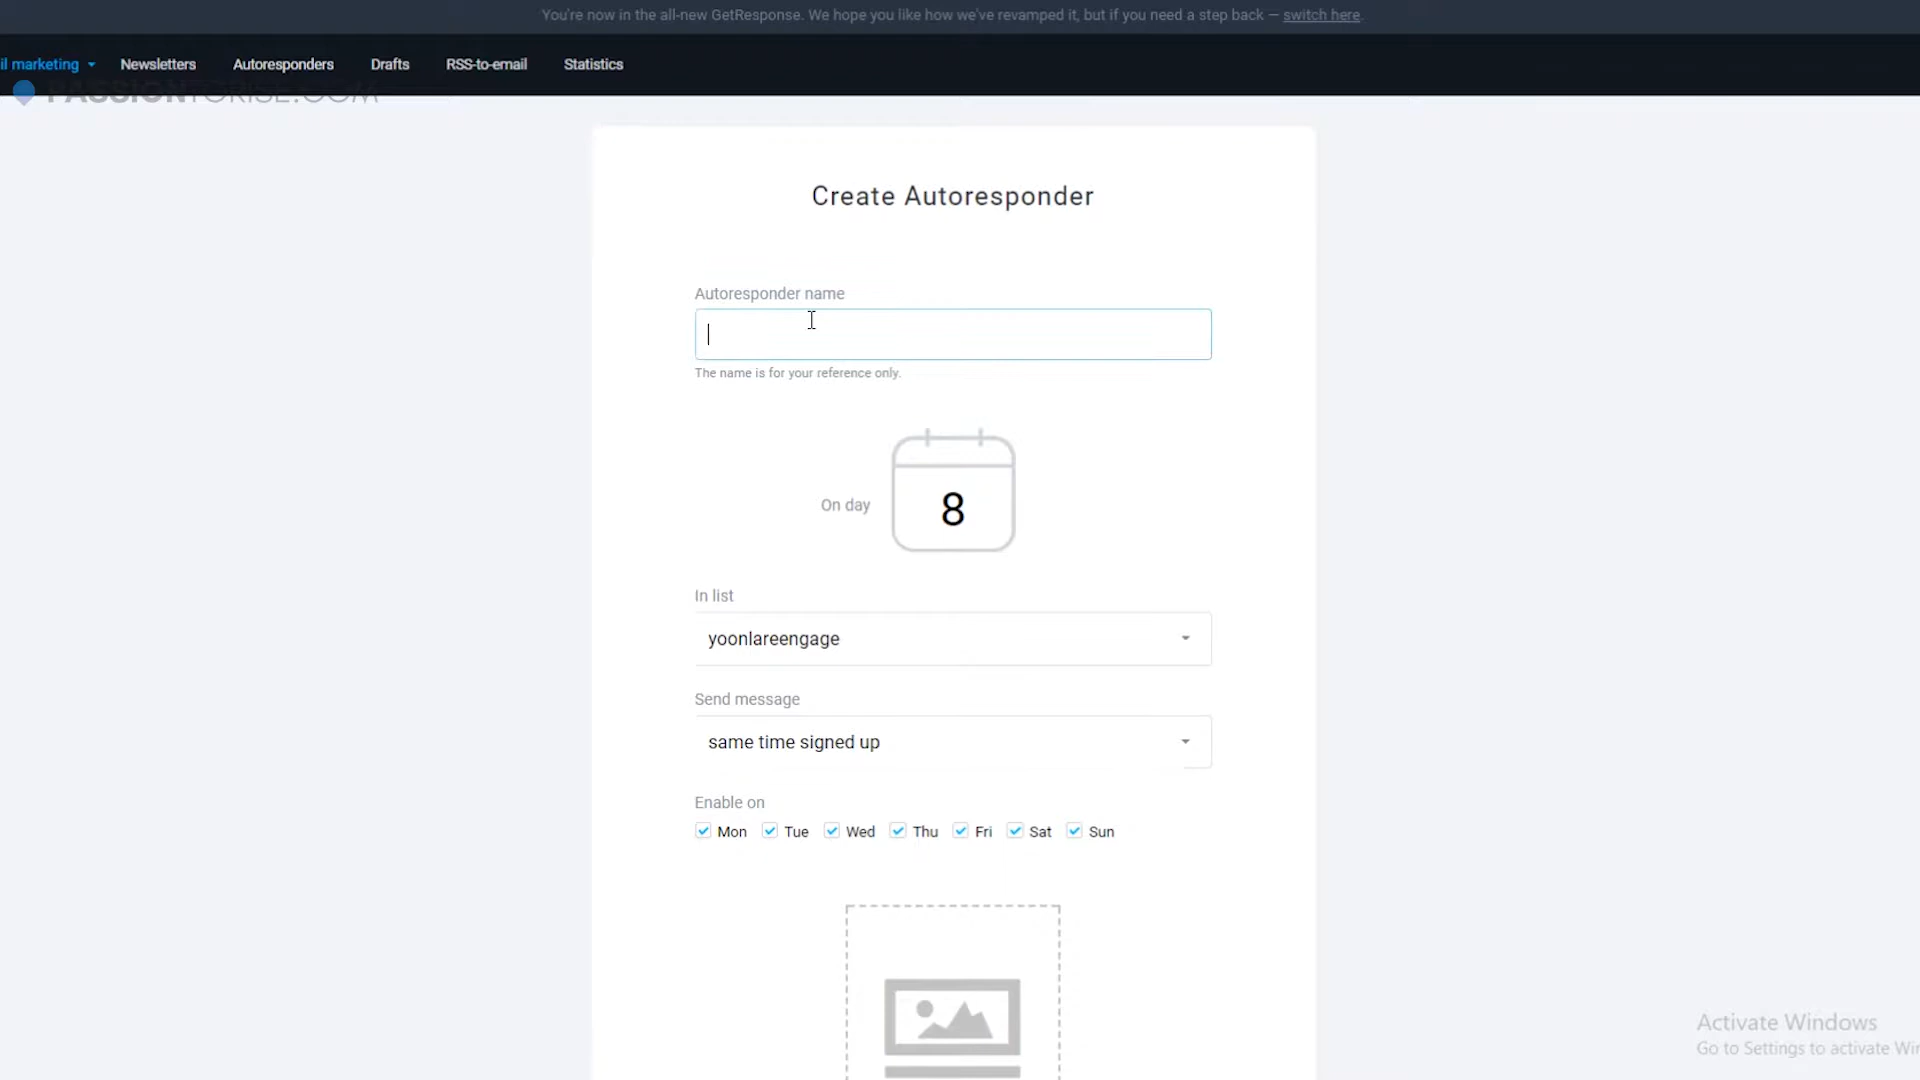 You're now in the all-new GetResponse. We hope you like how we've revamped it, but if you need a step back — switch here.
il marketing Newsletters Autoresponders Drafts RSS-to-email Statistics
PASSIONTORISE.COM
Create Autoresponder
Autoresponder name
The name is for your reference only.
On day 8
In list
yoonlareengage
Send message
same time signed up
Enable on
Mon Tue Wed Thu Fri Sat Sun
Activate Windows
Go to Settings to activate Win